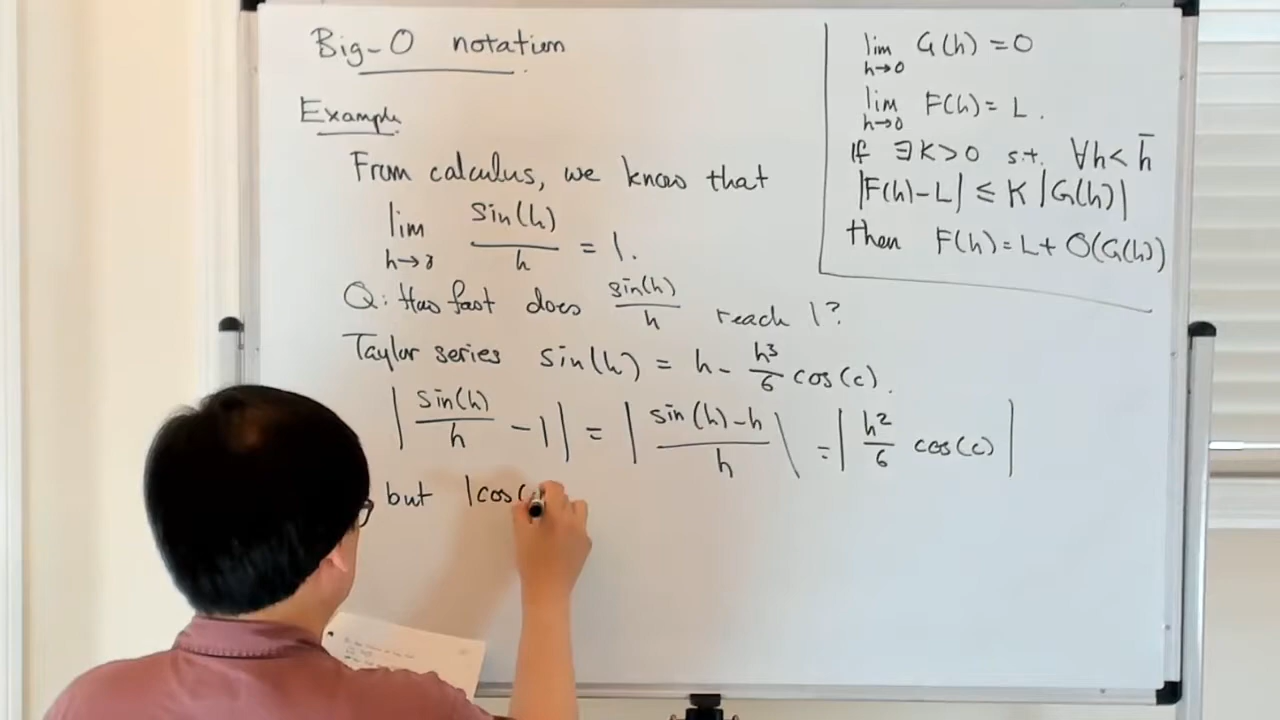 Big-O notation
Example
From calculus, we know that
lim h→0 sin(h)/h = 1.
Q: How fast does sin(h)/h reach 1?
Taylor series sin(h) = h - h³/6 cos(c).
|sin(h)/h - 1| = |sin(h)-h/h| = |h²/6 cos(c)|
but |cos(
lim h→0 G(h) = 0
lim h→0 F(h) = L.
If ∃K>0 s.t. ∀h< h̄
|F(h)-L| ≤ K |G(h)|
then F(h) = L + O(G(h))